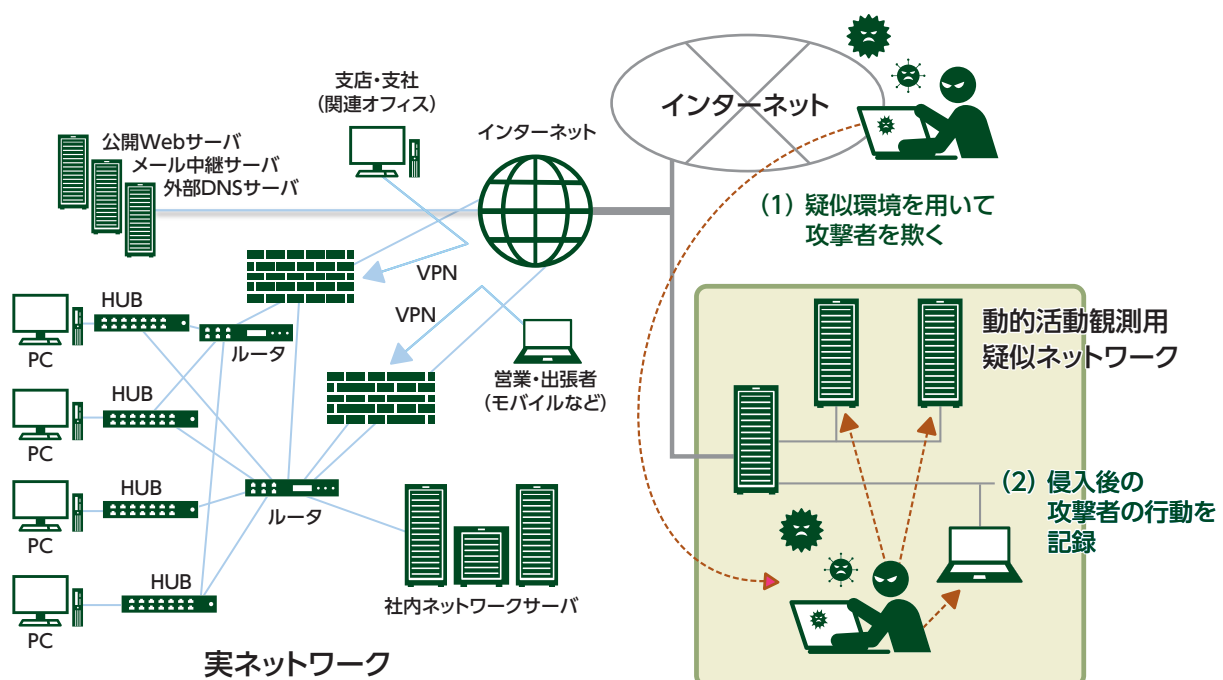 支店・支社
(関連オフィス)
インターネット
インターネット
公開Webサーバ
メール中継サーバ
外部DNSサーバ
(1) 疑似環境を用いて
攻撃者を欺く
VPN
VPN
HUB
PC
ルータ
営業・出張者
(モバイルなど)
HUB
PC
HUB
PC
ルータ
HUB
PC
社内ネットワークサーバ
実ネットワーク
動的活動観測用
疑似ネットワーク
(2) 侵入後の
攻撃者の行動を
記録